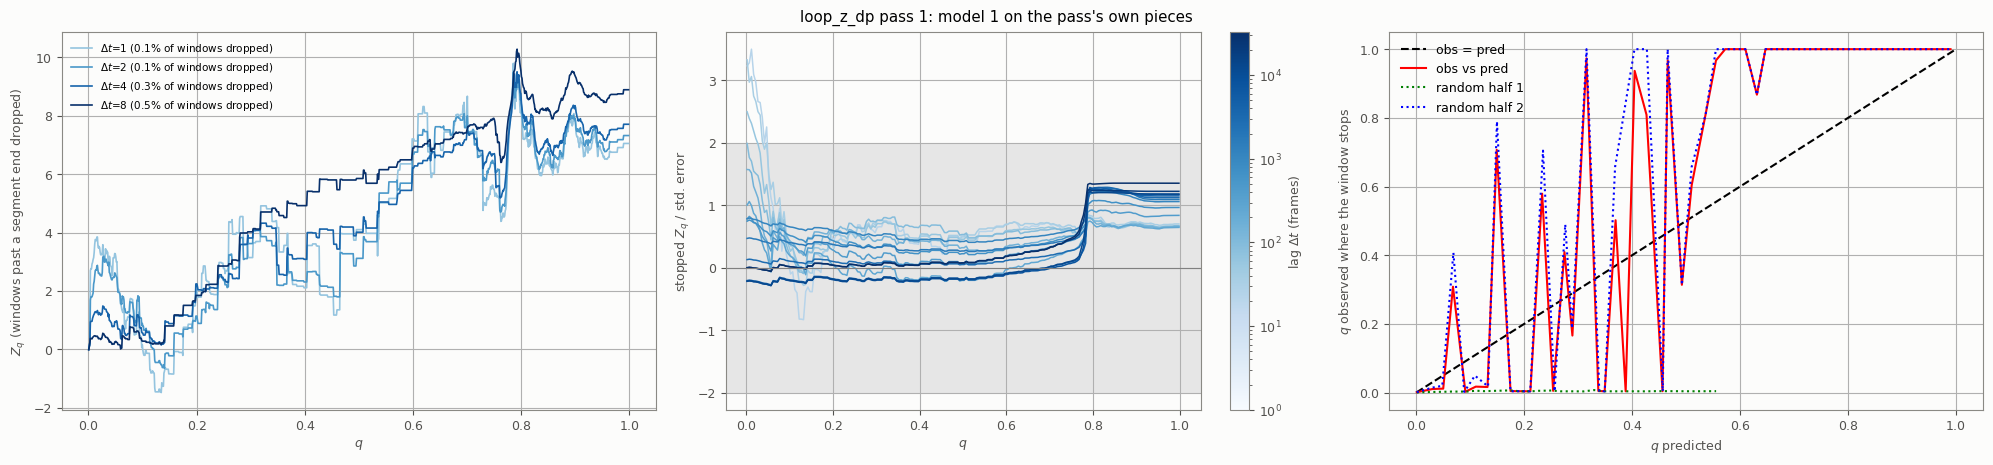 loop_z_dp pass 1: model 1 on the pass's own pieces
Z_q (windows past a segment end dropped)
10
8
6
4
2
0
−2
Δt=1 (0.1% of windows dropped)
Δt=2 (0.1% of windows dropped)
Δt=4 (0.3% of windows dropped)
Δt=8 (0.5% of windows dropped)
0.0 0.2 0.4 0.6 0.8 1.0
q
stopped Z_q / std. error
3
2
1
0
−1
−2
0.0 0.2 0.4 0.6 0.8 1.0
q
10^4
10^3
10^2
10^1
10^0
lag Δt (frames)
q observed where the window stops
1.0
0.8
0.6
0.4
0.2
0.0
obs = pred
obs vs pred
random half 1
random half 2
0.0 0.2 0.4 0.6 0.8 1.0
q predicted